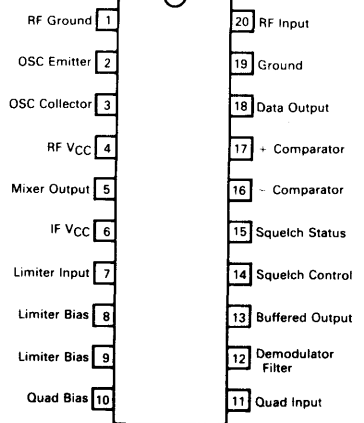 RF Ground 1
20 RF Input
OSC Emitter 2
19 Ground
OSC Collector 3
18 Data Output
RF VCC 4
17 + Comparator
Mixer Output 5
16 - Comparator
IF VCC 6
15 Squelch Status
Limiter Input 7
14 Squelch Control
Limiter Bias 8
13 Buffered Output
Limiter Bias 9
12 Demodulator
Filter
Quad Bias 10
11 Quad Input